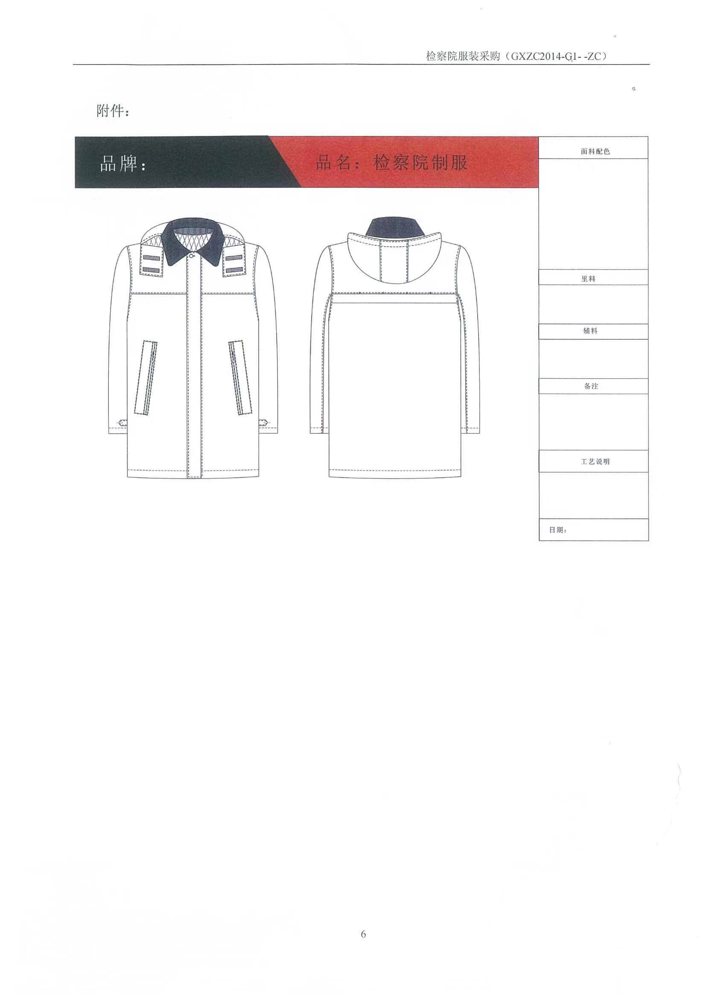 检察院服装采购（GXZC2014-G1- -ZC）
附件：
品牌：
品名：检察院制服
面料配色
里料
辅料
备注
工艺说明
日期：
6